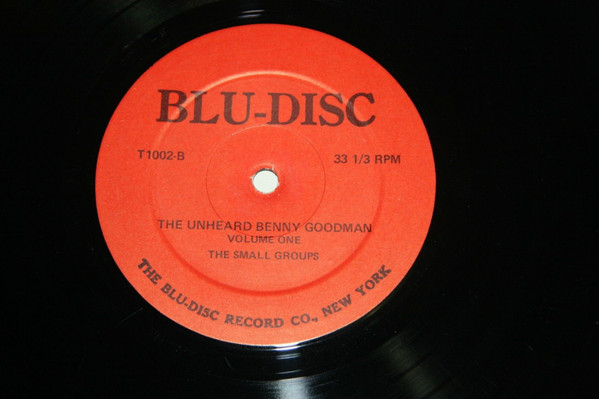 BLU-DISC
T1002-B
33 1/3 RPM
THE UNHEARD BENNY GOODMAN
VOLUME ONE
THE SMALL GROUPS
THE BLU-DISC RECORD CO., NEW YORK